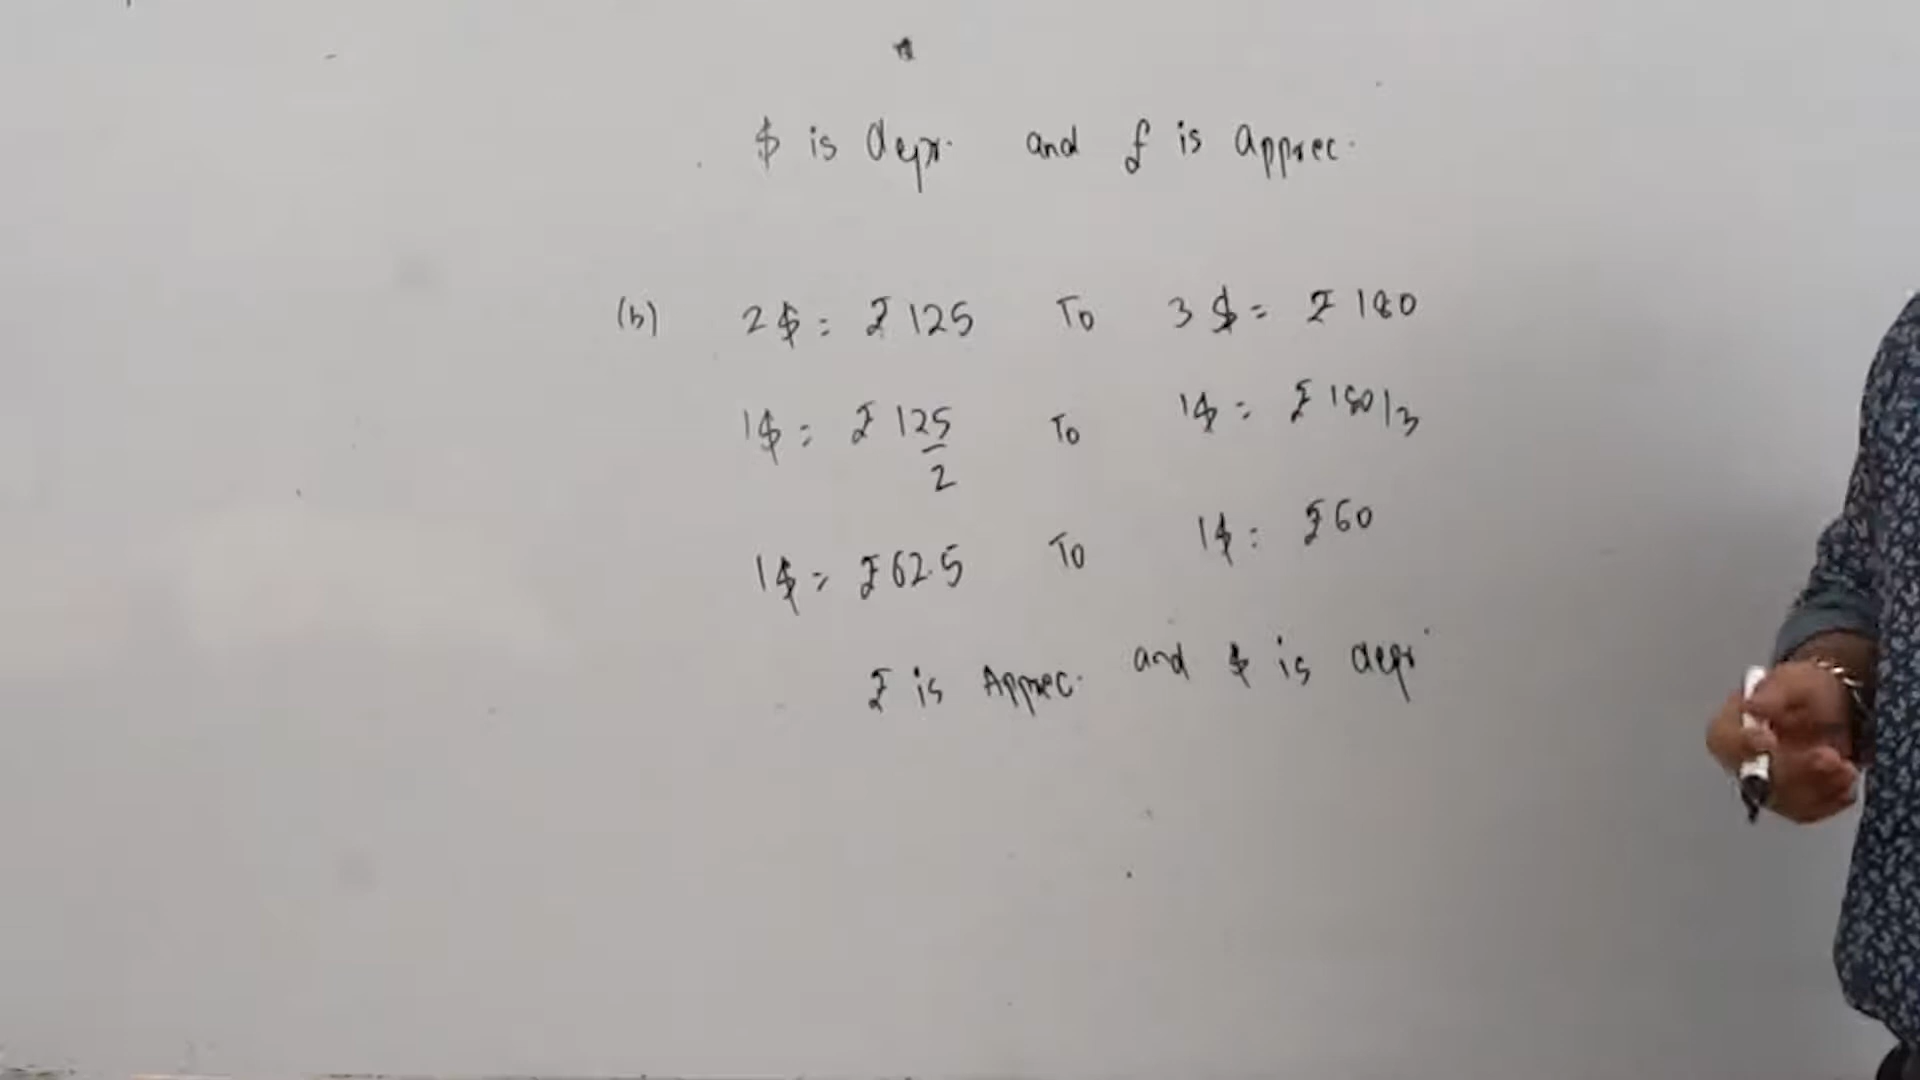 $ is depr. and £ is apprec.
(b) 2$ = ₹ 125 To 3$ = ₹ 180
1$ = ₹ 125/2 To 1$ = ₹ 180/3
1$ = ₹ 62.5 To 1$ = ₹ 60
₹ is Apprec. and $ is depr.